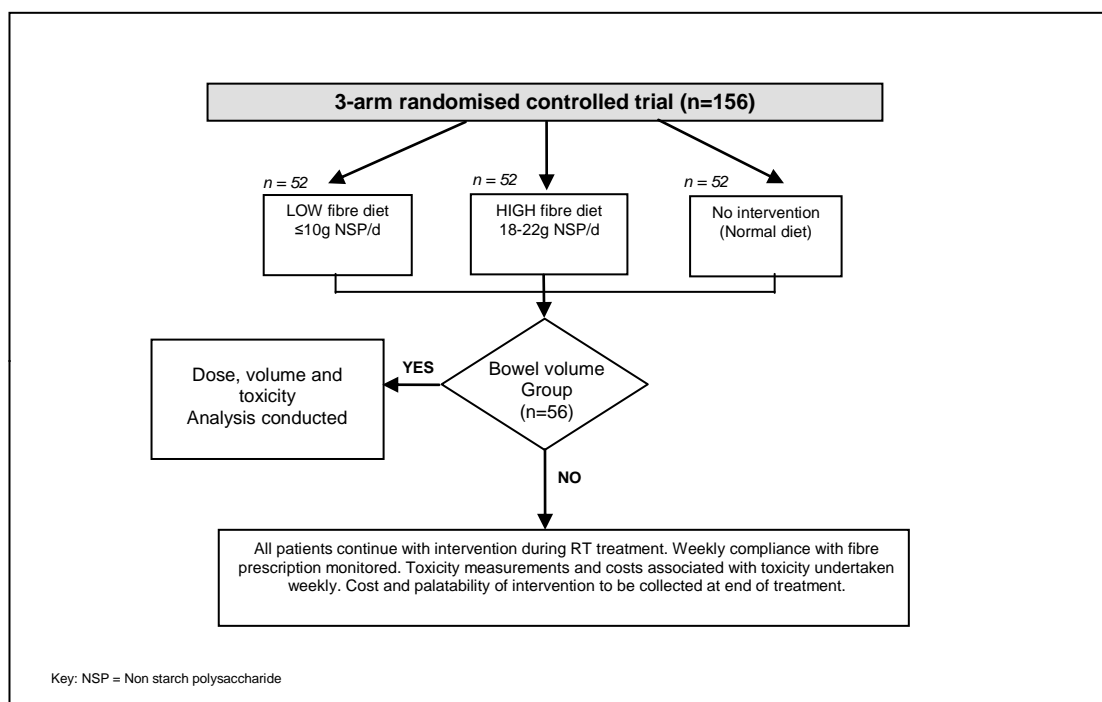 3-arm randomised controlled trial (n=156)
n = 52
n = 52
n = 52
LOW fibre diet
≤10g NSP/d
HIGH fibre diet
18-22g NSP/d
No intervention
(Normal diet)
Dose, volume and
toxicity
Analysis conducted
YES
Bowel volume
Group
(n=56)
NO
All patients continue with intervention during RT treatment. Weekly compliance with fibre
prescription monitored. Toxicity measurements and costs associated with toxicity undertaken
weekly. Cost and palatability of intervention to be collected at end of treatment.
Key: NSP = Non starch polysaccharide